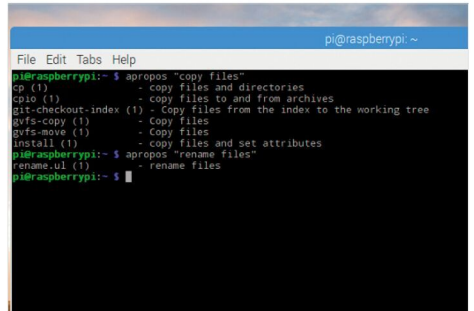 pi@raspberrypi: ~
File Edit Tabs Help
pi@raspberrypi:~ $ apropos "copy files"
cp (1) - copy files and directories
cpio (1) - copy files to and from archives
git-checkout-index (1) - Copy files from the index to the working tree
gvfs-copy (1) - Copy files
gvfs-move (1) - Copy files
install (1) - copy files and set attributes
pi@raspberrypi:~ $ apropos "rename files"
rename.ul (1) - rename files
pi@raspberrypi:~ $